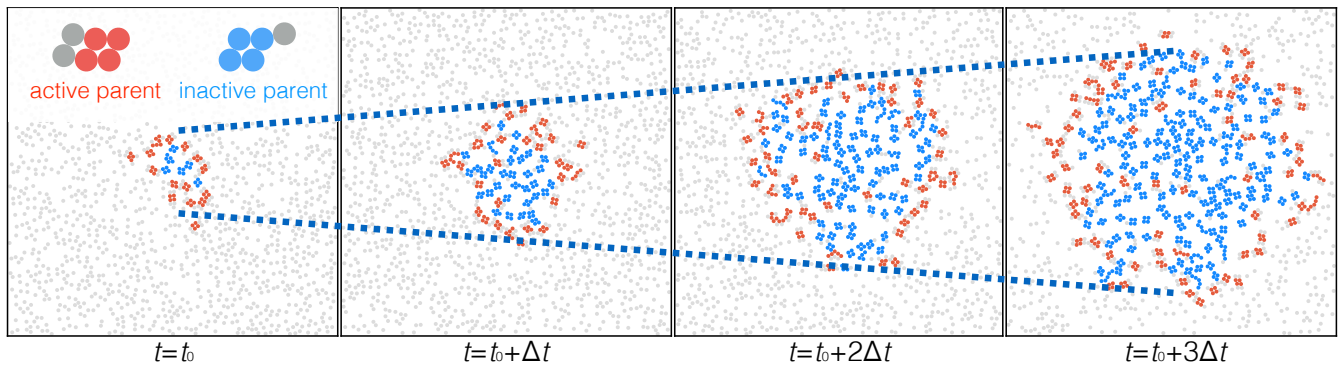 active parent inactive parent
t=t₀
t=t₀+Δt
t=t₀+2Δt
t=t₀+3Δt